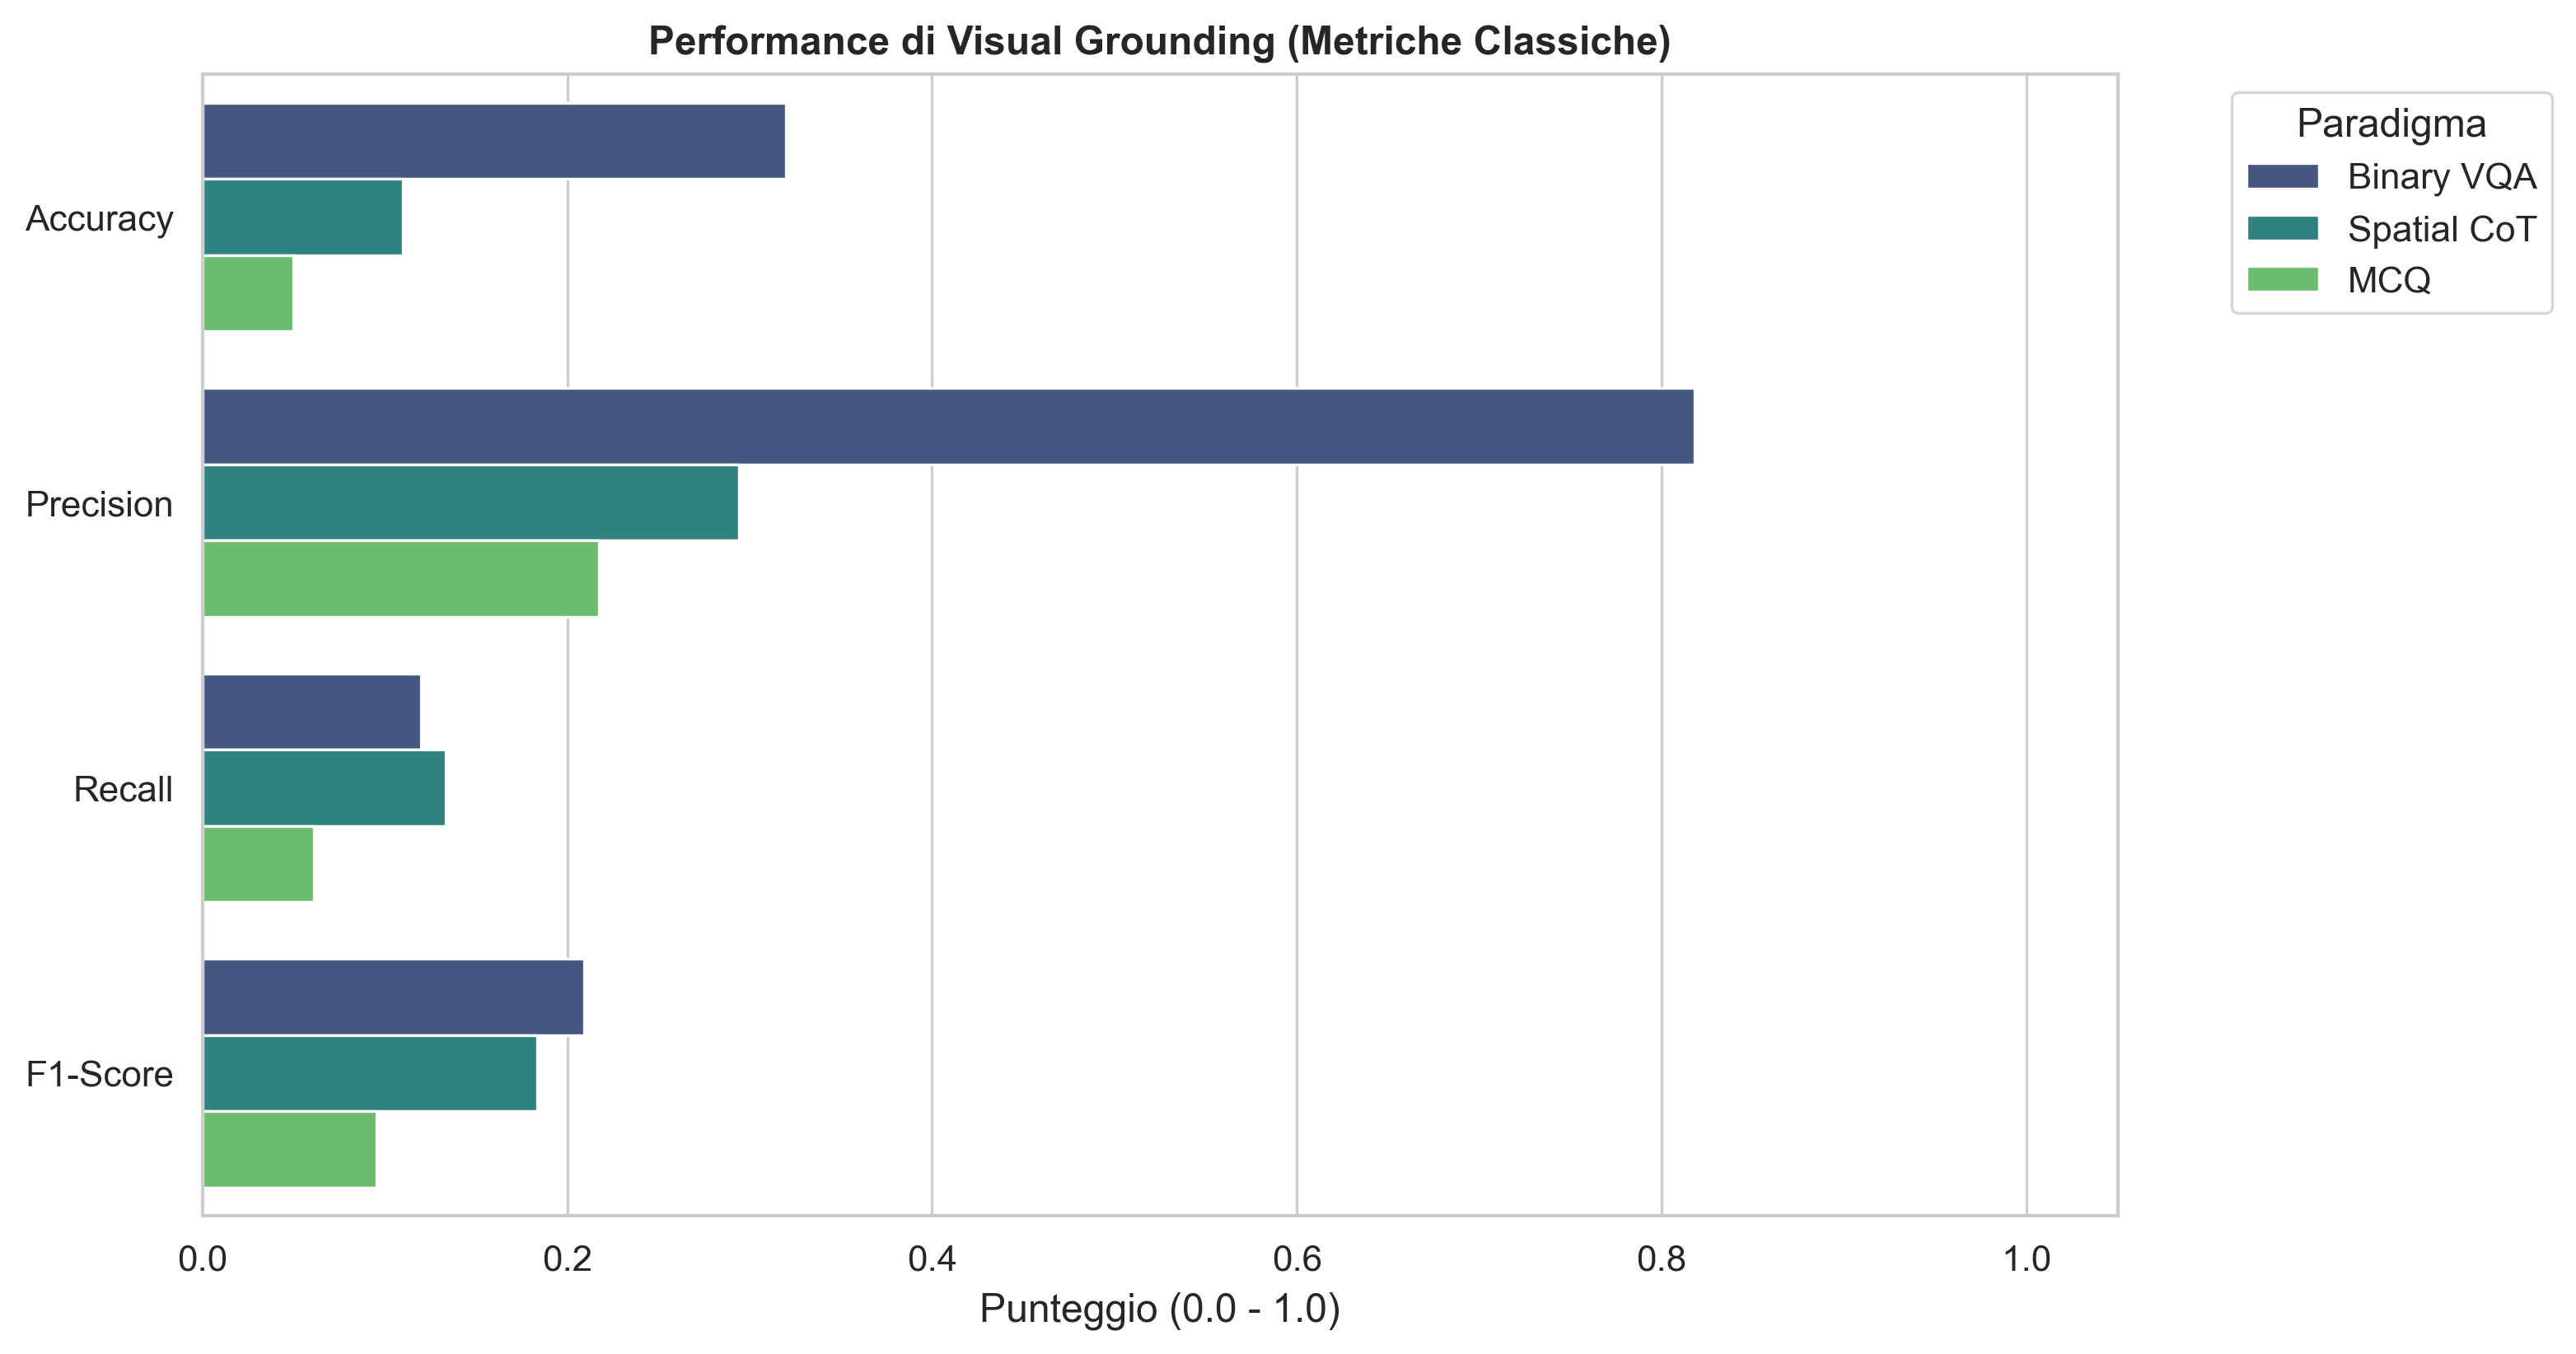 Performance di Visual Grounding (Metriche Classiche)
Paradigma
Binary VQA
Spatial CoT
MCQ
Accuracy
Precision
Recall
F1-Score
0.0
0.2
0.4
0.6
0.8
1.0
Punteggio (0.0 - 1.0)